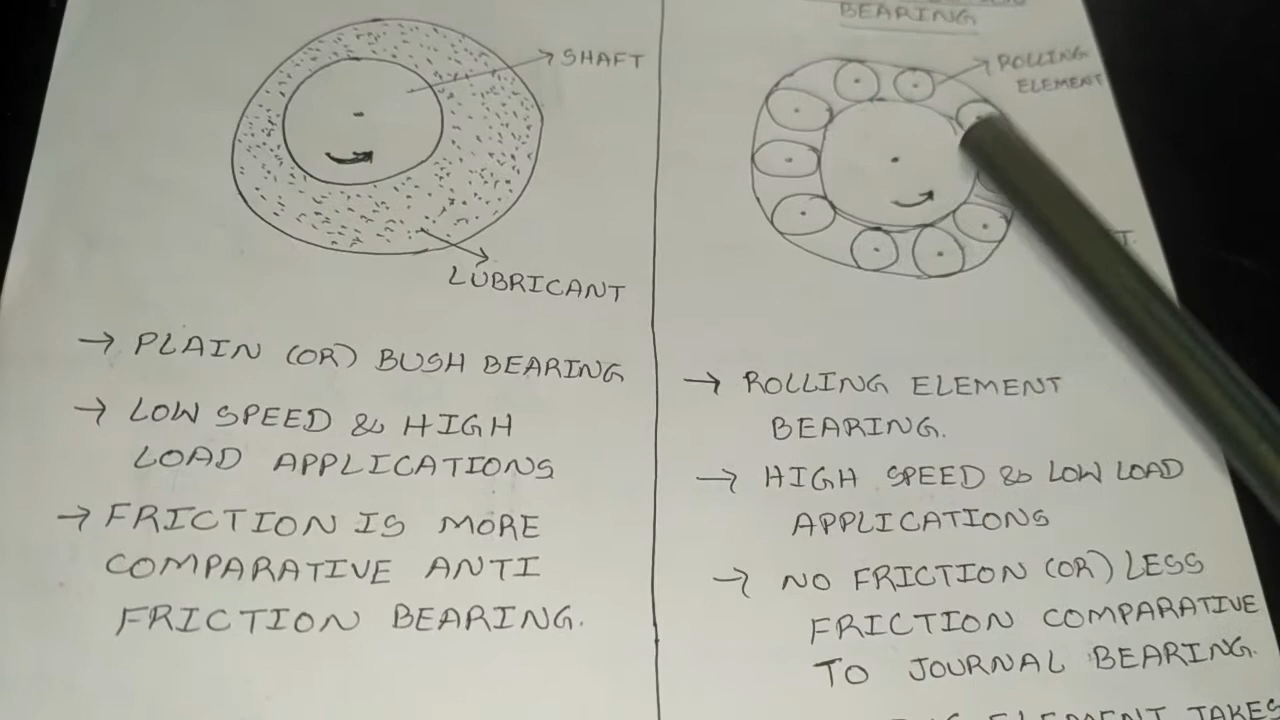 SHAFT
LUBRICANT
→ PLAIN (OR) BUSH BEARING
→ LOW SPEED & HIGH
LOAD APPLICATIONS
→ FRICTION IS MORE
COMPARATIVE ANTI
FRICTION BEARING.
BEARING
ROLLING
ELEMENT
→ ROLLING ELEMENT
BEARING.
→ HIGH SPEED & LOW LOAD
APPLICATIONS
→ NO FRICTION (OR) LESS
FRICTION COMPARATIVE
TO JOURNAL BEARING.
ELEMENT TAKES